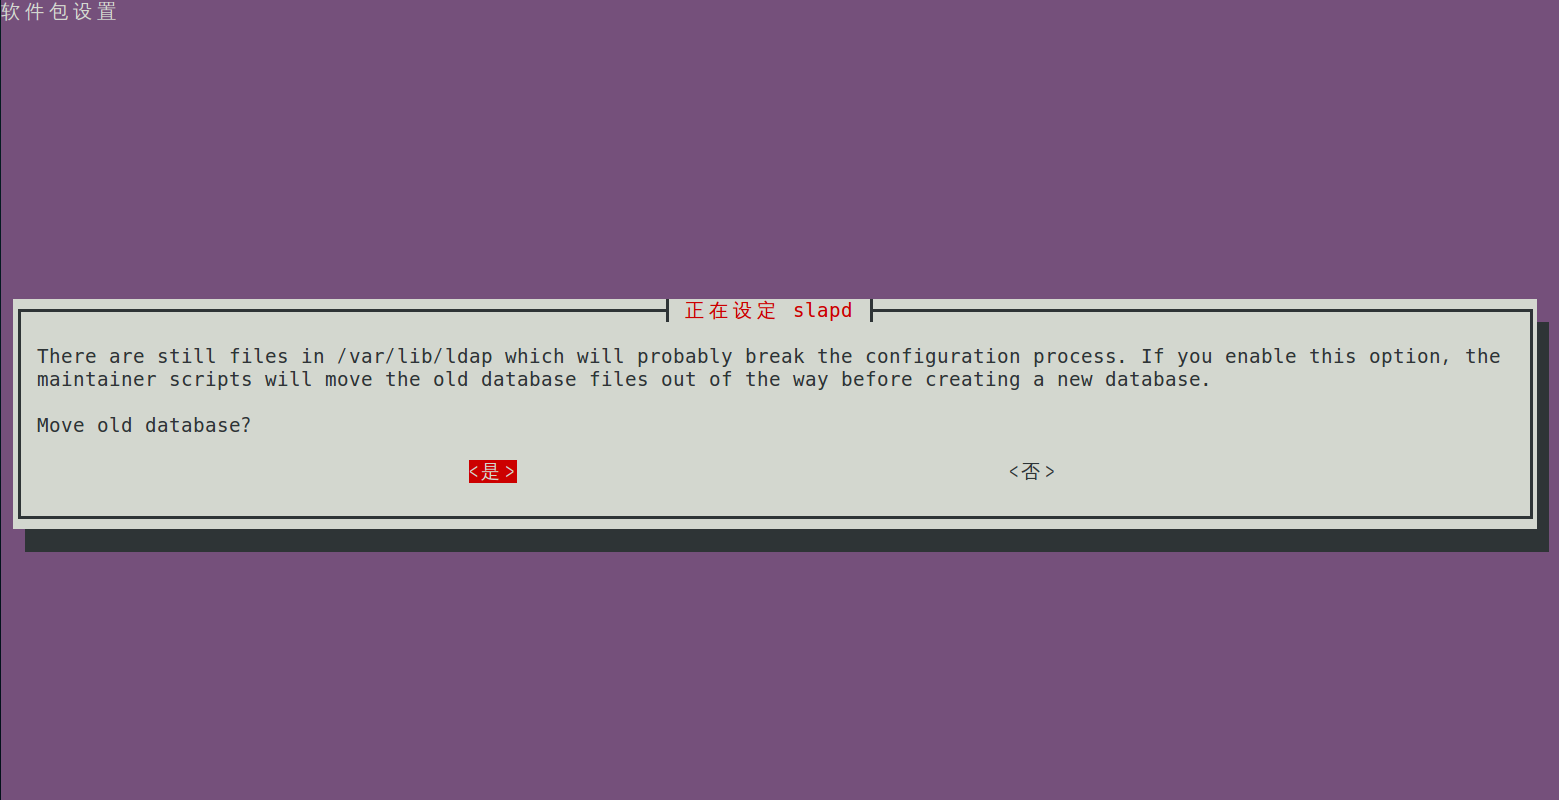 软件包设置
正在设定 slapd
There are still files in /var/lib/ldap which will probably break the configuration process. If you enable this option, the
maintainer scripts will move the old database files out of the way before creating a new database.
Move old database?
<是> <否>